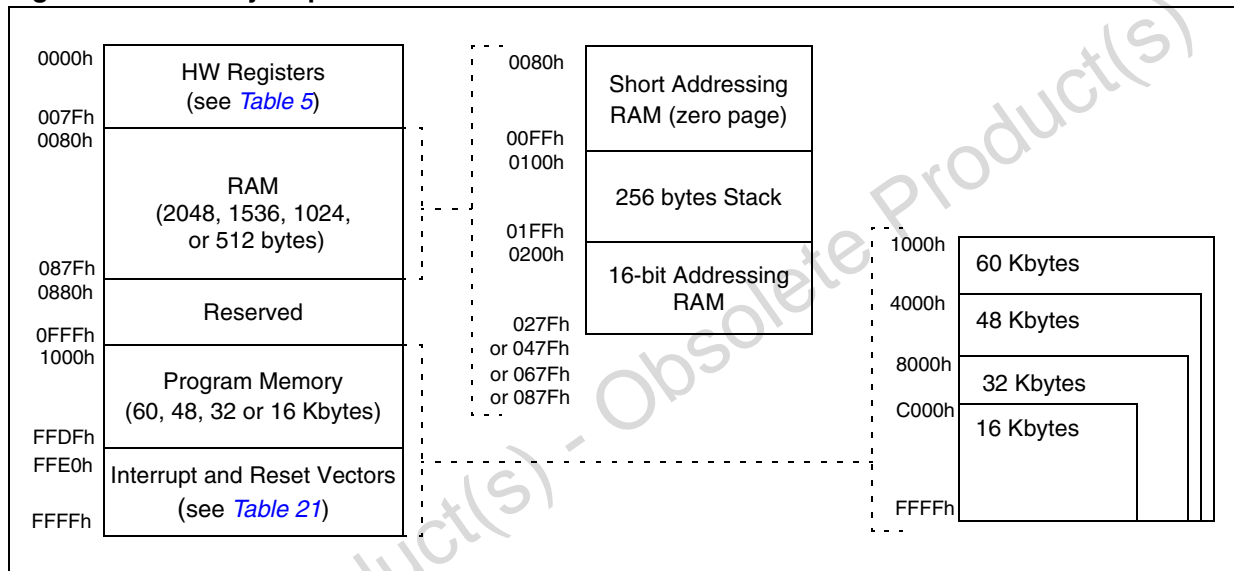 0000h
HW Registers
(see Table 5)
007Fh
0080h
RAM
(2048, 1536, 1024,
or 512 bytes)
087Fh
0880h
Reserved
0FFFh
1000h
Program Memory
(60, 48, 32 or 16 Kbytes)
FFDFh
FFE0h
Interrupt and Reset Vectors
(see Table 21)
FFFFh
0080h
Short Addressing
RAM (zero page)
00FFh
0100h
256 bytes Stack
01FFh
0200h
16-bit Addressing
RAM
027Fh
or 047Fh
or 067Fh
or 087Fh
1000h
60 Kbytes
4000h
48 Kbytes
8000h
32 Kbytes
C000h
16 Kbytes
FFFFh
duct(s) - Obsolete Product(s)